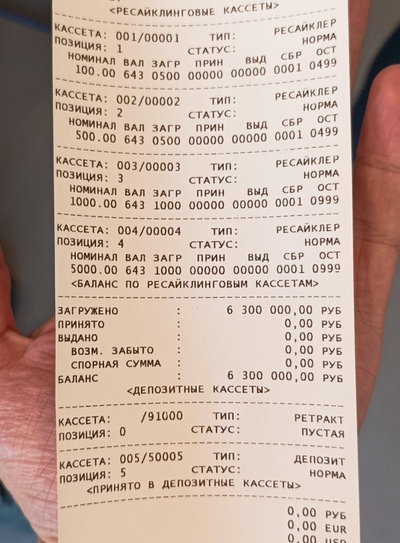 <РЕСАЙКЛИНГОВЫЕ КАССЕТЫ>
КАССЕТА: 001/00001 ТИП: РЕСАЙКЛЕР
ПОЗИЦИЯ: 1 СТАТУС: НОРМА
НОМИНАЛ ВАЛ ЗАГР ПРИН ВЫД СБР ОСТ
100.00 643 0500 00000 00000 0001 0499
КАССЕТА: 002/00002 ТИП: РЕСАЙКЛЕР
ПОЗИЦИЯ: 2 СТАТУС: НОРМА
НОМИНАЛ ВАЛ ЗАГР ПРИН ВЫД СБР ОСТ
500.00 643 0500 00000 00000 0001 0499
КАССЕТА: 003/00003 ТИП: РЕСАЙКЛЕР
ПОЗИЦИЯ: 3 СТАТУС: НОРМА
НОМИНАЛ ВАЛ ЗАГР ПРИН ВЫД СБР ОСТ
1000.00 643 1000 00000 00000 0001 0999
КАССЕТА: 004/00004 ТИП: РЕСАЙКЛЕР
ПОЗИЦИЯ: 4 СТАТУС: НОРМА
НОМИНАЛ ВАЛ ЗАГР ПРИН ВЫД СБР ОСТ
5000.00 643 1000 00000 00000 0001 0999
<БАЛАНС ПО РЕСАЙКЛИНГОВЫМ КАССЕТАМ>
ЗАГРУЖЕНО : 6 300 000,00 РУБ
ПРИНЯТО : 0,00 РУБ
ВЫДАНО : 0,00 РУБ
ВОЗМ. ЗАБЫТО : 0,00 РУБ
СПОРНАЯ СУММА : 0,00 РУБ
БАЛАНС : 6 300 000,00 РУБ
<ДЕПОЗИТНЫЕ КАССЕТЫ>
КАССЕТА: /91000 ТИП: РЕТРАКТ
ПОЗИЦИЯ: 0 СТАТУС: ПУСТАЯ
КАССЕТА: 005/50005 ТИП: ДЕПОЗИТ
ПОЗИЦИЯ: 5 СТАТУС: НОРМА
<ПРИНЯТО В ДЕПОЗИТНЫЕ КАССЕТЫ>
0,00 РУБ
0,00 EUR
0,00 USD